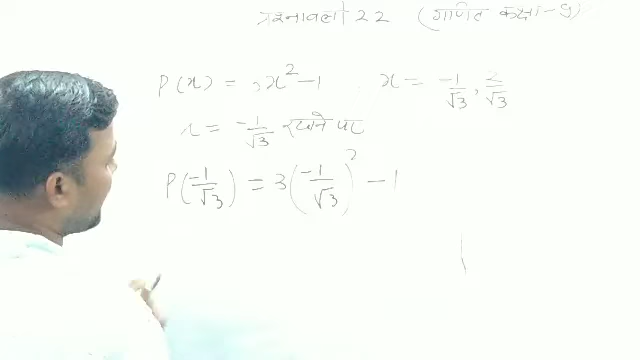 प्रश्नावली 2.2 (गणित कक्षा-9)
P(x) = 3x² - 1 , x = -1/√3, 2/√3
x = -1/√3 रखने पर
P(-1/√3) = 3(-1/√3)² - 1